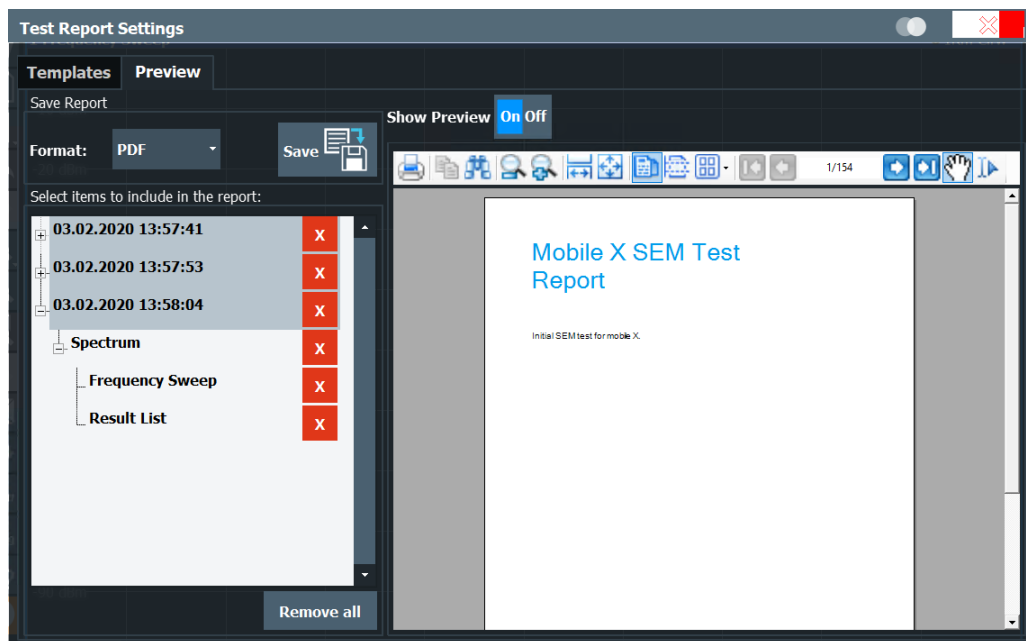 Test Report Settings
Templates Preview
Save Report
Format: PDF Save
Select items to include in the report:
03.02.2020 13:57:41 X
03.02.2020 13:57:53 X
03.02.2020 13:58:04 X
Spectrum X
Frequency Sweep X
Result List X
Remove all
Show Preview On Off
1/154
Mobile X SEM Test
Report
Initial SEM test for mobile X.